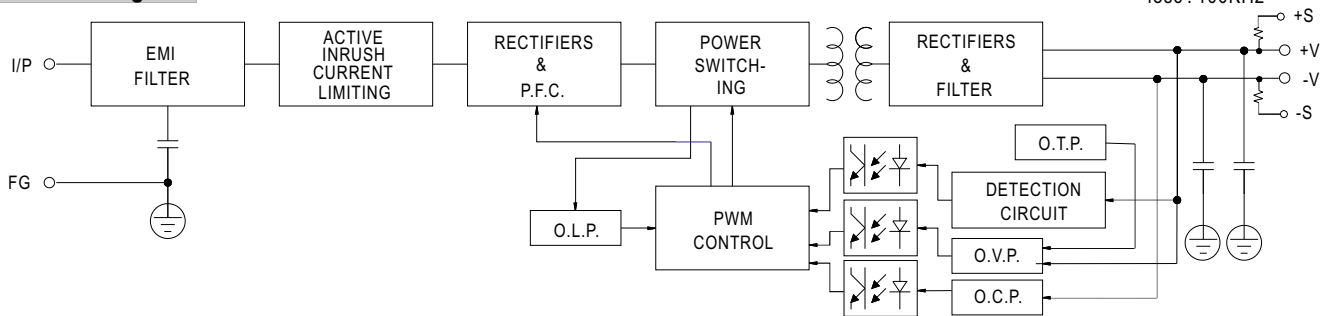 +S
I/P
EMI
FILTER
ACTIVE
INRUSH
CURRENT
LIMITING
RECTIFIERS
&
P.F.C.
POWER
SWITCH-
ING
RECTIFIERS
&
FILTER
+V
-V
-S
O.T.P.
FG
DETECTION
CIRCUIT
O.L.P.
PWM
CONTROL
O.V.P.
O.C.P.